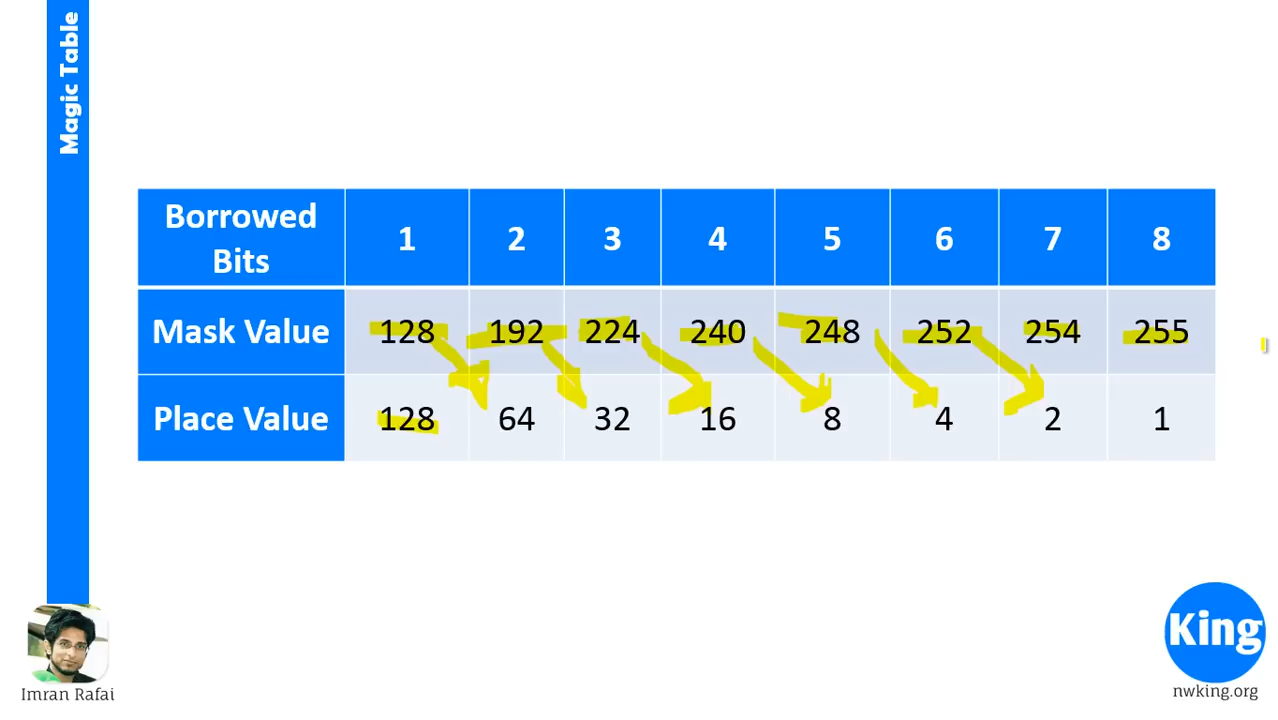 Magic Table
Borrowed
Bits
1 2 3 4 5 6 7 8
Mask Value 128 192 224 240 248 252 254 255
Place Value 128 64 32 16 8 4 2 1
Imran Rafai
King
nwking.org